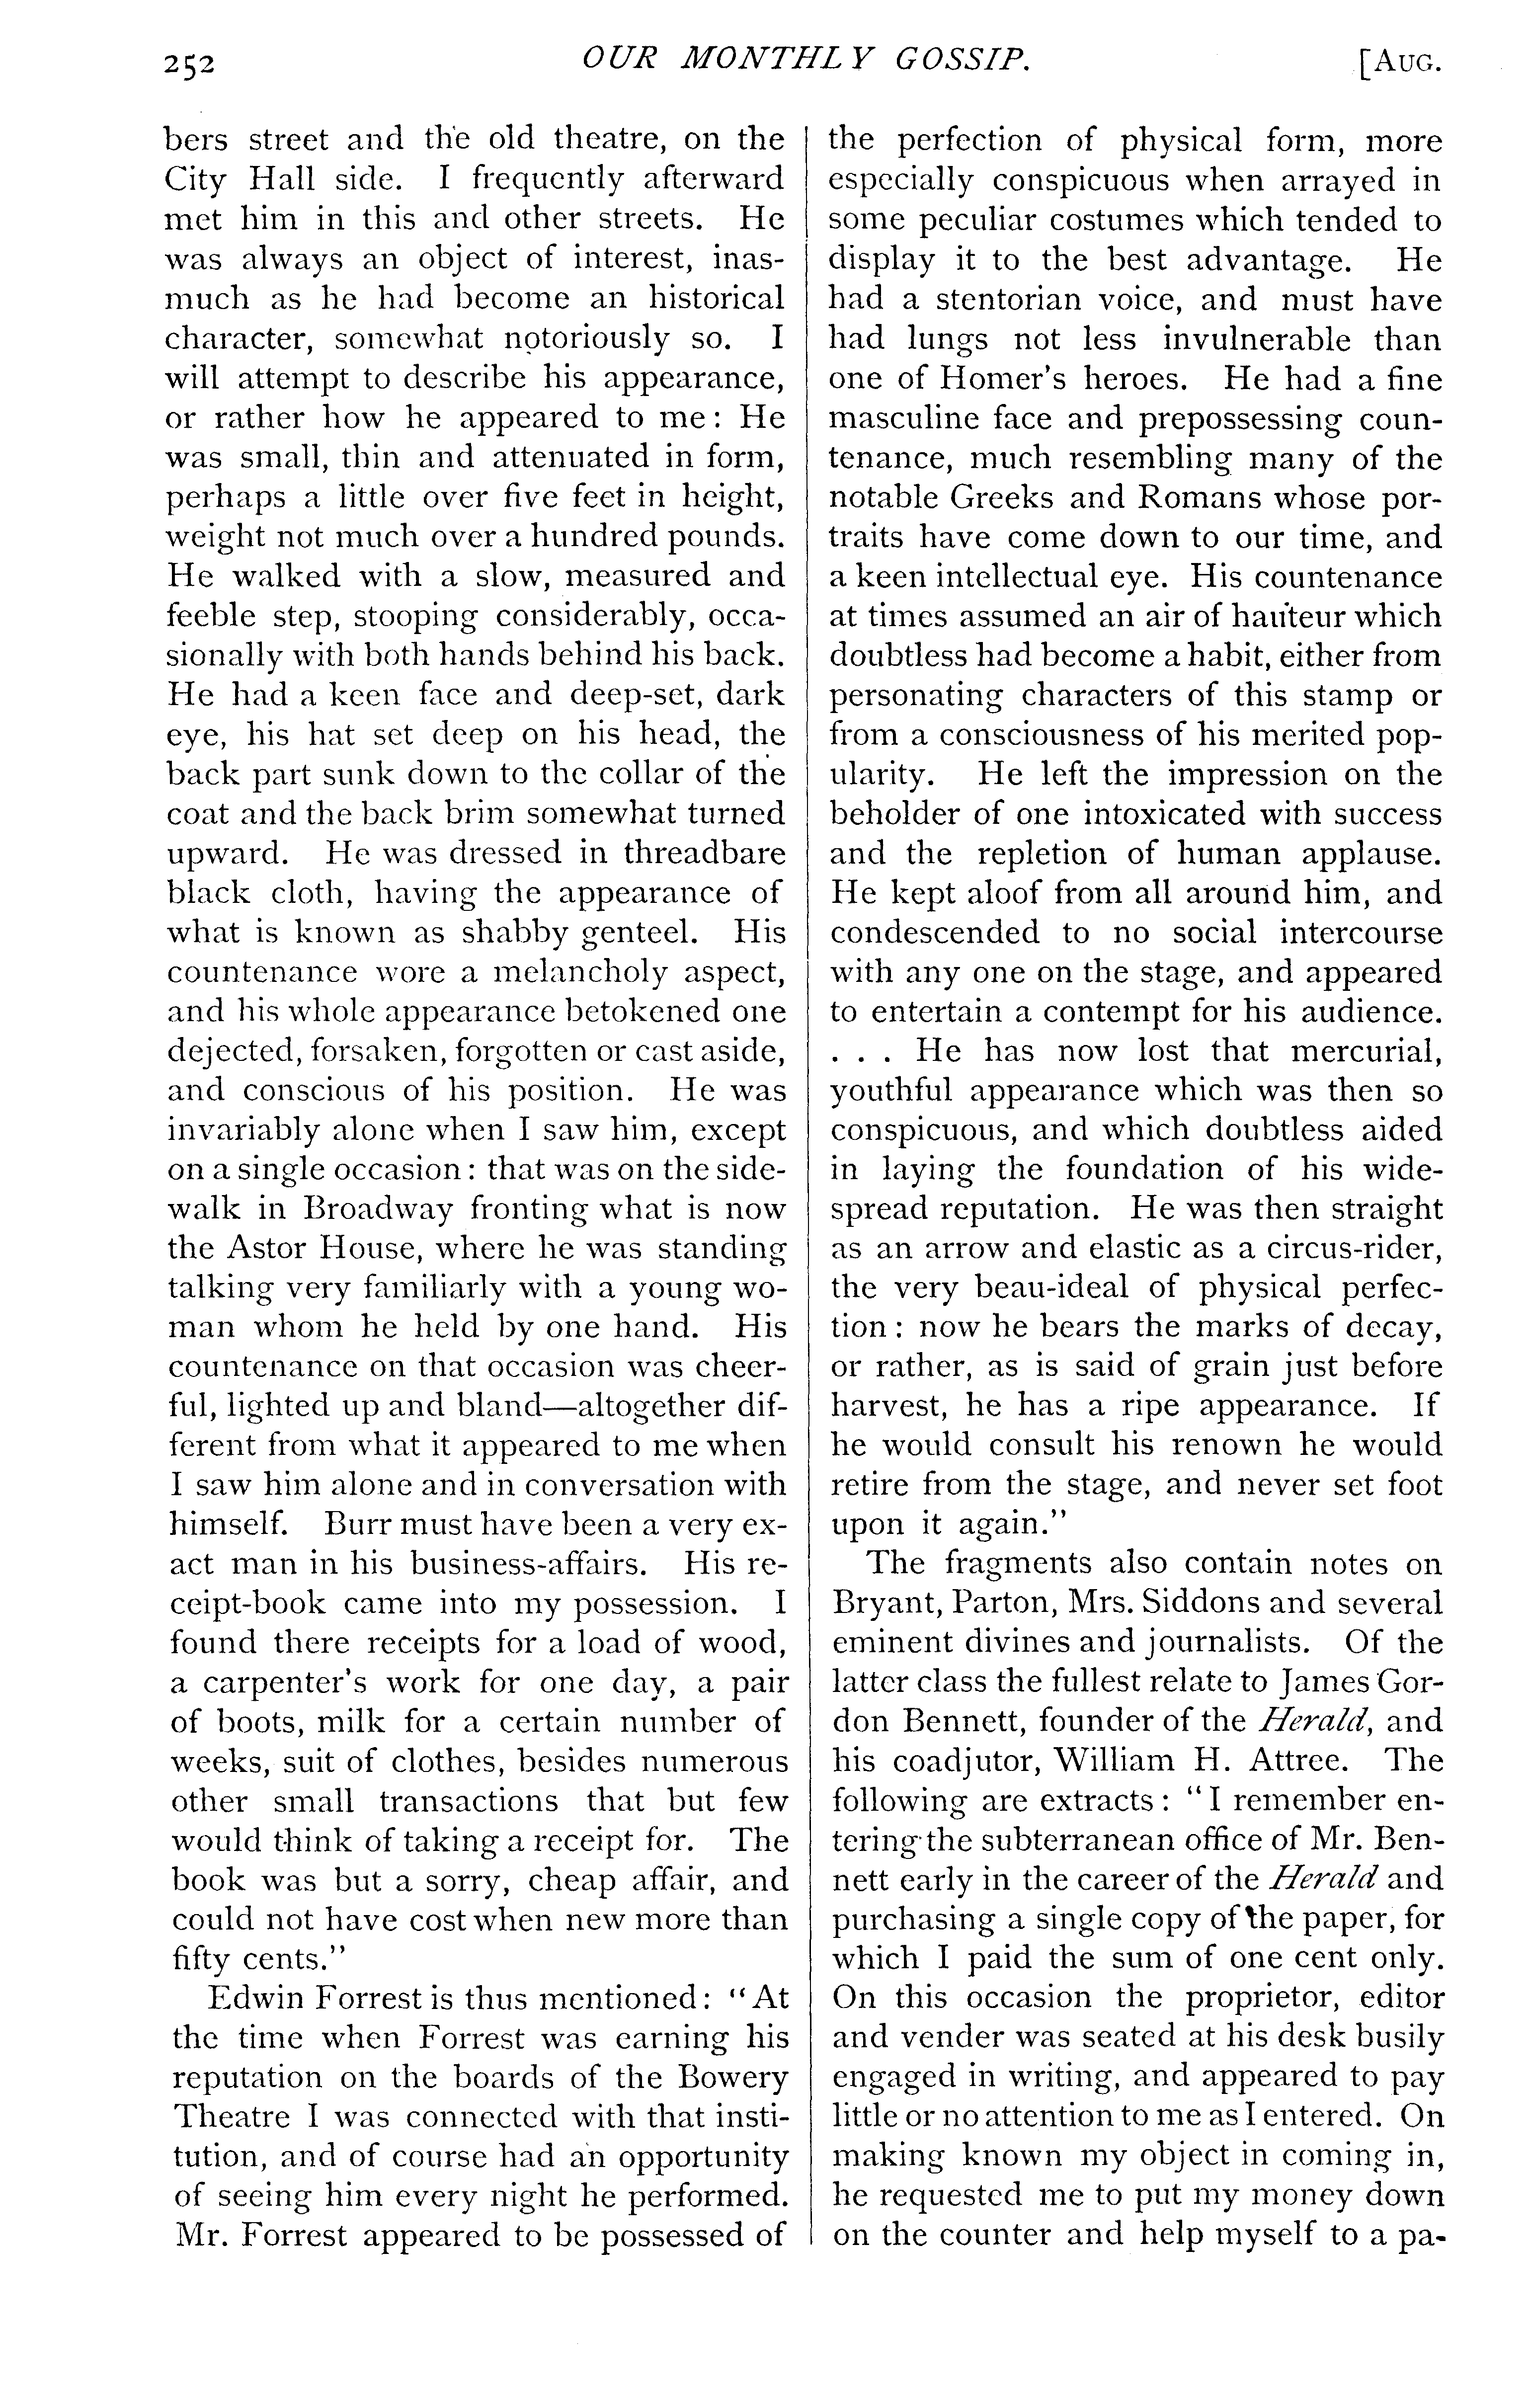 252
OUR MONTHLY GOSSIP.
[AUG.
bers street and the old theatre, on the
City Hall side. I frequently afterward
met him in this and other streets. He
was always an object of interest, inas-
much as he had become an historical
character, somewhat notoriously so. I
will attempt to describe his appearance,
or rather how he appeared to me: He
was small, thin and attenuated in form,
perhaps a little over five feet in height,
weight not much over a hundred pounds.
He walked with a slow, measured and
feeble step, stooping considerably, occa-
sionally with both hands behind his back.
He had a keen face and deep-set, dark
eye, his hat set deep on his head, the
back part sunk down to the collar of the
coat and the back brim somewhat turned
upward. He was dressed in threadbare
black cloth, having the appearance of
what is known as shabby genteel. His
countenance wore a melancholy aspect,
and his whole appearance betokened one
dejected, forsaken, forgotten or cast aside,
and conscious of his position. He was
invariably alone when I saw him, except
on a single occasion: that was on the side-
walk in Broadway fronting what is now
the Astor House, where he was standing
talking very familiarly with a young wo-
man whom he held by one hand. His
countenance on that occasion was cheer-
ful, lighted up and bland—altogether dif-
ferent from what it appeared to me when
I saw him alone and in conversation with
himself. Burr must have been a very ex-
act man in his business-affairs. His re-
ceipt-book came into my possession. I
found there receipts for a load of wood,
a carpenter's work for one day, a pair
of boots, milk for a certain number of
weeks, suit of clothes, besides numerous
other small transactions that but few
would think of taking a receipt for. The
book was but a sorry, cheap affair, and
could not have cost when new more than
fifty cents."
Edwin Forrest is thus mentioned: "At
the time when Forrest was earning his
reputation on the boards of the Bowery
Theatre I was connected with that insti-
tution, and of course had an opportunity
of seeing him every night he performed.
Mr. Forrest appeared to be possessed of
the perfection of physical form, more
especially conspicuous when arrayed in
some peculiar costumes which tended to
display it to the best advantage. He
had a stentorian voice, and must have
had lungs not less invulnerable than
one of Homer's heroes. He had a fine
masculine face and prepossessing coun-
tenance, much resembling many of the
notable Greeks and Romans whose por-
traits have come down to our time, and
a keen intellectual eye. His countenance
at times assumed an air of hauteur which
doubtless had become a habit, either from
personating characters of this stamp or
from a consciousness of his merited pop-
ularity. He left the impression on the
beholder of one intoxicated with success
and the repletion of human applause.
He kept aloof from all around him, and
condescended to no social intercourse
with any one on the stage, and appeared
to entertain a contempt for his audience.
. . . He has now lost that mercurial,
youthful appearance which was then so
conspicuous, and which doubtless aided
in laying the foundation of his wide-
spread reputation. He was then straight
as an arrow and elastic as a circus-rider,
the very beau-ideal of physical perfec-
tion: now he bears the marks of decay,
or rather, as is said of grain just before
harvest, he has a ripe appearance. If
he would consult his renown he would
retire from the stage, and never set foot
upon it again."
The fragments also contain notes on
Bryant, Parton, Mrs. Siddons and several
eminent divines and journalists. Of the
latter class the fullest relate to James Gor-
don Bennett, founder of the Herald, and
his coadjutor, William H. Attree. The
following are extracts: "I remember en-
tering the subterranean office of Mr. Ben-
nett early in the career of the Herald and
purchasing a single copy of the paper, for
which I paid the sum of one cent only.
On this occasion the proprietor, editor
and vender was seated at his desk busily
engaged in writing, and appeared to pay
little or no attention to me as I entered. On
making known my object in coming in,
he requested me to put my money down
on the counter and help myself to a pa-